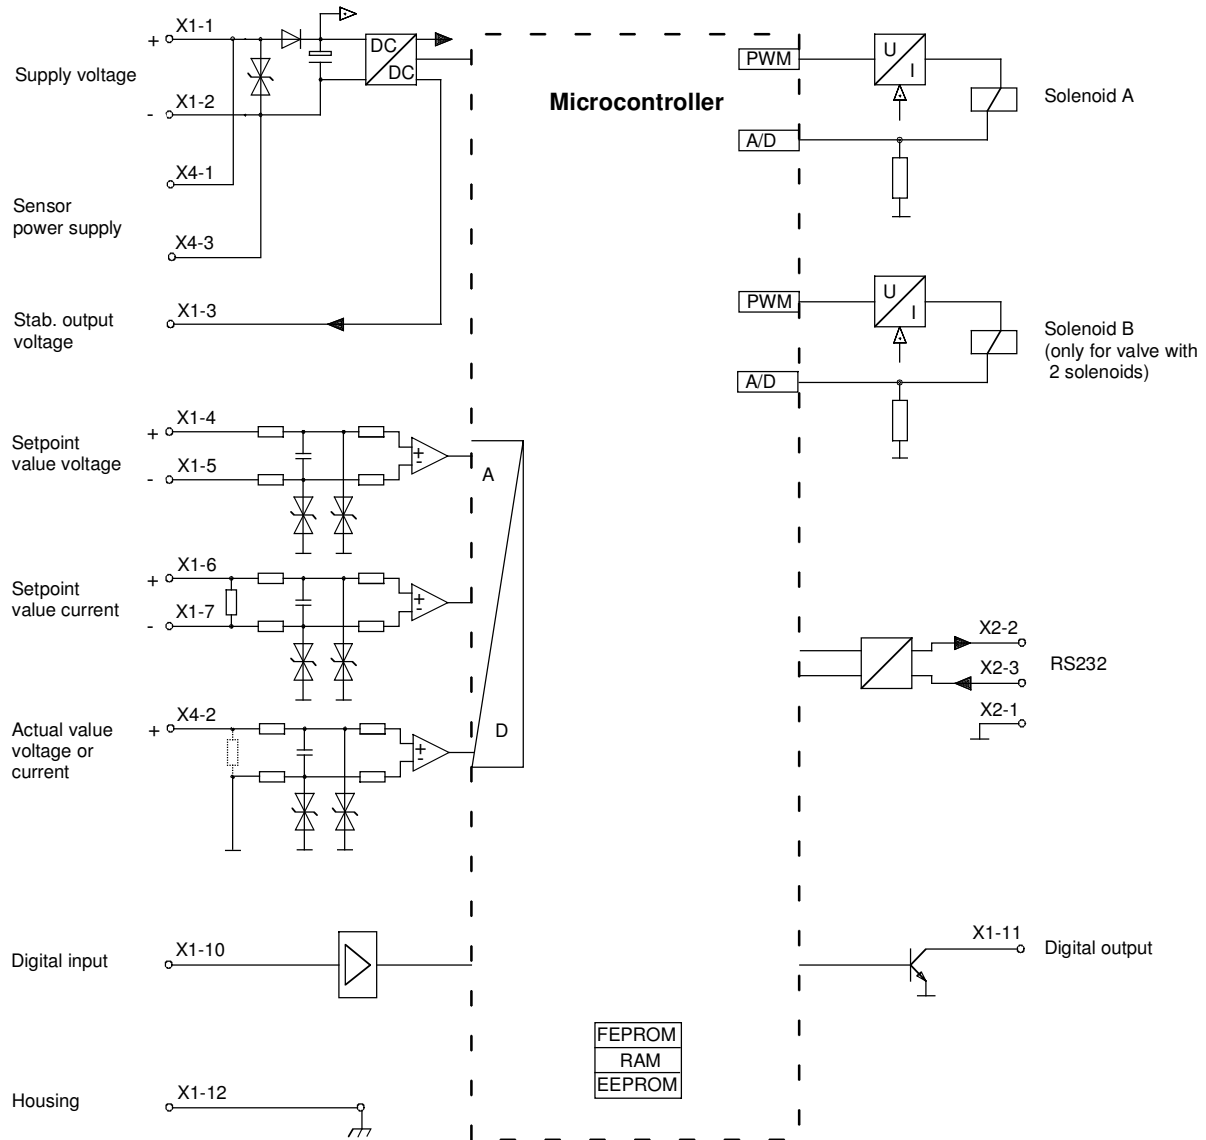 X1-1
+
Supply voltage
X1-2
-
DC
DC
X4-1
Sensor
power supply
X4-3
X1-3
Stab. output
voltage
X1-4
+
Setpoint
value voltage
X1-5
-
+
-
X1-6
+
Setpoint
value current
X1-7
-
+
-
X4-2
+
Actual value
voltage or
current
+
-
A
D
X1-10
Digital input
X1-12
Housing
Microcontroller
FEPROM
RAM
EEPROM
PWM
U
I
A/D
Solenoid A
PWM
U
I
A/D
Solenoid B
(only for valve with
2 solenoids)
X2-2
X2-3
RS232
X2-1
X1-11
Digital output